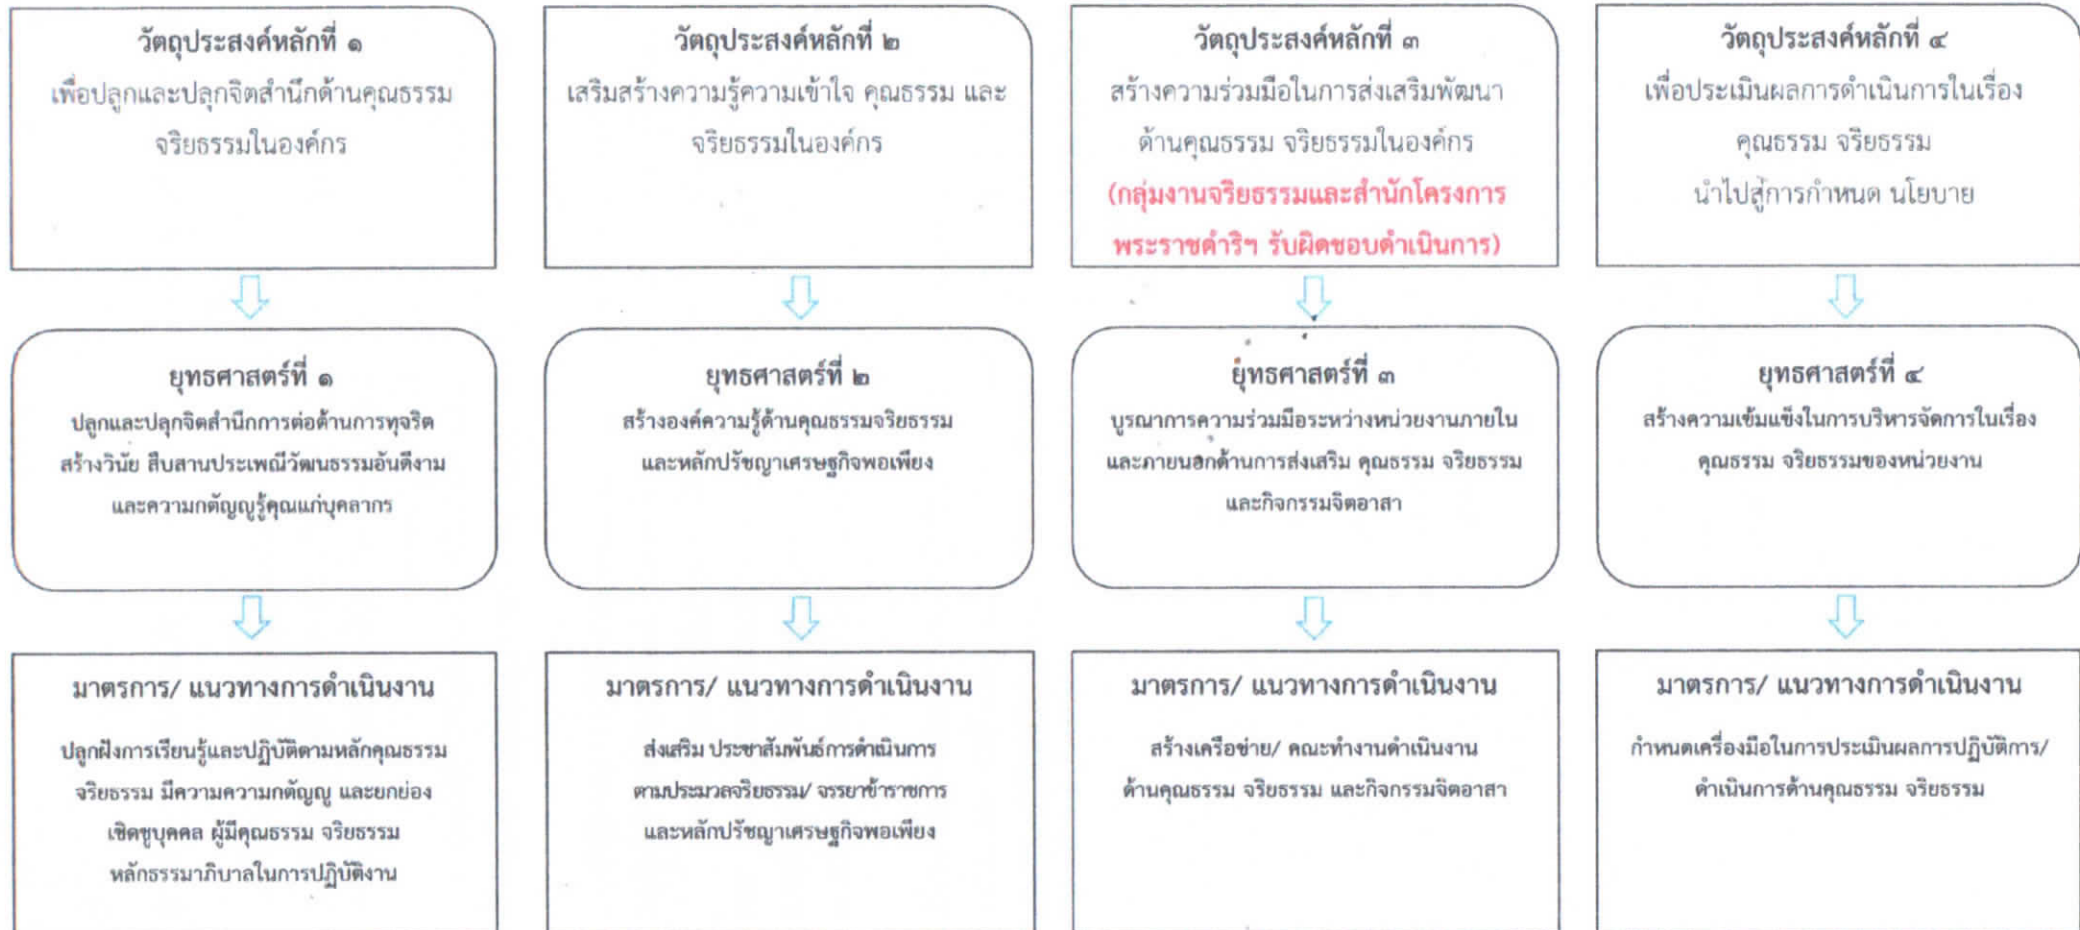 วัตถุประสงค์หลักที่ ๑
เพื่อปลูกและปลุกจิตสำนึกด้านคุณธรรม
จริยธรรมในองค์กร
วัตถุประสงค์หลักที่ ๒
เสริมสร้างความรู้ความเข้าใจ คุณธรรม และ
จริยธรรมในองค์กร
วัตถุประสงค์หลักที่ ๓
สร้างความร่วมมือในการส่งเสริมพัฒนา
ด้านคุณธรรม จริยธรรมในองค์กร
(กลุ่มงานจริยธรรมและสำนักโครงการ
พระราชดำริฯ รับผิดชอบดำเนินการ)
วัตถุประสงค์หลักที่ ๔
เพื่อประเมินผลการดำเนินการในเรื่อง
คุณธรรม จริยธรรม
นำไปสู่การกำหนด นโยบาย
ยุทธศาสตร์ที่ ๑
ปลูกและปลุกจิตสำนึกการต่อต้านการทุจริต
สร้างวินัย สืบสานประเพณีวัฒนธรรมอันดีงาม
และความกตัญญูรู้คุณแก่บุคลากร
ยุทธศาสตร์ที่ ๒
สร้างองค์ความรู้ด้านคุณธรรมจริยธรรม
และหลักปรัชญาเศรษฐกิจพอเพียง
ยุทธศาสตร์ที่ ๓
บูรณาการความร่วมมือระหว่างหน่วยงานภายใน
และภายนอกด้านการส่งเสริม คุณธรรม จริยธรรม
และกิจกรรมจิตอาสา
ยุทธศาสตร์ที่ ๔
สร้างความเข้มแข็งในการบริหารจัดการในเรื่อง
คุณธรรม จริยธรรมของหน่วยงาน
มาตรการ/ แนวทางการดำเนินงาน
ปลูกฝังการเรียนรู้และปฏิบัติตามหลักคุณธรรม
จริยธรรม มีความความกตัญญู และยกย่อง
เชิดชูบุคคล ผู้มีคุณธรรม จริยธรรม
หลักธรรมาภิบาลในการปฏิบัติงาน
มาตรการ/ แนวทางการดำเนินงาน
ส่งเสริม ประชาสัมพันธ์การดำเนินการ
ตามประมวลจริยธรรม/ จรรยาข้าราชการ
และหลักปรัชญาเศรษฐกิจพอเพียง
มาตรการ/ แนวทางการดำเนินงาน
สร้างเครือข่าย/ คณะทำงานดำเนินงาน
ด้านคุณธรรม จริยธรรม และกิจกรรมจิตอาสา
มาตรการ/ แนวทางการดำเนินงาน
กำหนดเครื่องมือในการประเมินผลการปฏิบัติการ/
ดำเนินการด้านคุณธรรม จริยธรรม